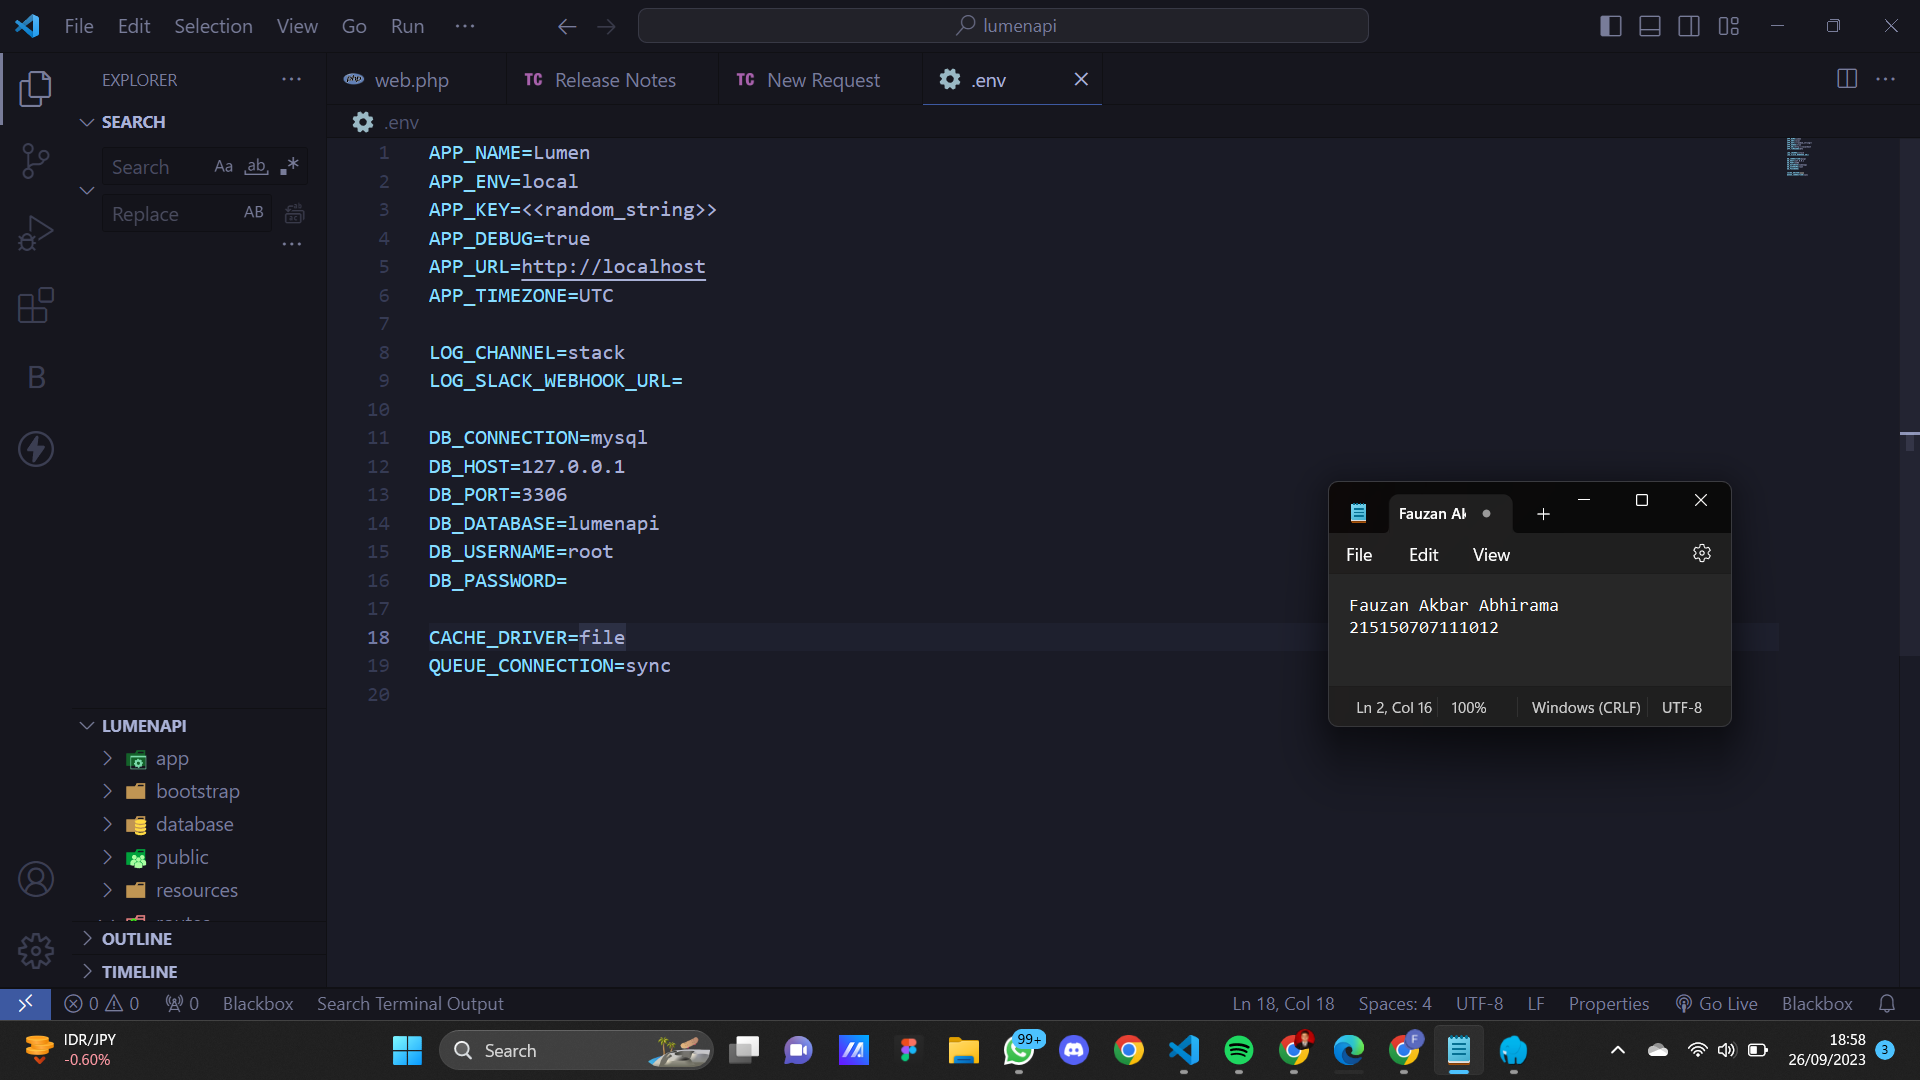 File Edit Selection View Go Run ···
lumenapi
EXPLORER
SEARCH
Search Aa ab
Replace AB
web.php
TC Release Notes
TC New Request
.env
.env
1 APP_NAME=Lumen
2 APP_ENV=local
3 APP_KEY=<<random_string>>
4 APP_DEBUG=true
5 APP_URL=http://localhost
6 APP_TIMEZONE=UTC
7
8 LOG_CHANNEL=stack
9 LOG_SLACK_WEBHOOK_URL=
10
11 DB_CONNECTION=mysql
12 DB_HOST=127.0.0.1
13 DB_PORT=3306
14 DB_DATABASE=lumenapi
15 DB_USERNAME=root
16 DB_PASSWORD=
17
18 CACHE_DRIVER=file
19 QUEUE_CONNECTION=sync
20
B
LUMENAPI
app
bootstrap
database
public
resources
routes
OUTLINE
TIMELINE
Fauzan Ak
File Edit View
Fauzan Akbar Abhirama
215150707111012
Ln 2, Col 16 100% Windows (CRLF) UTF-8
0 0 0 Blackbox Search Terminal Output
Ln 18, Col 18 Spaces: 4 UTF-8 LF Properties Go Live Blackbox
IDR/JPY
-0.60%
Search
99+
F
18:58
26/09/2023
3